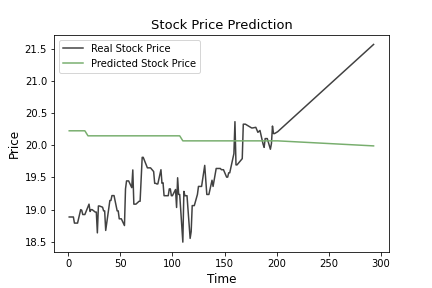 Stock Price Prediction
Real Stock Price
Predicted Stock Price
Price
21.5
21.0
20.5
20.0
19.5
19.0
18.5
0 50 100 150 200 250 300
Time